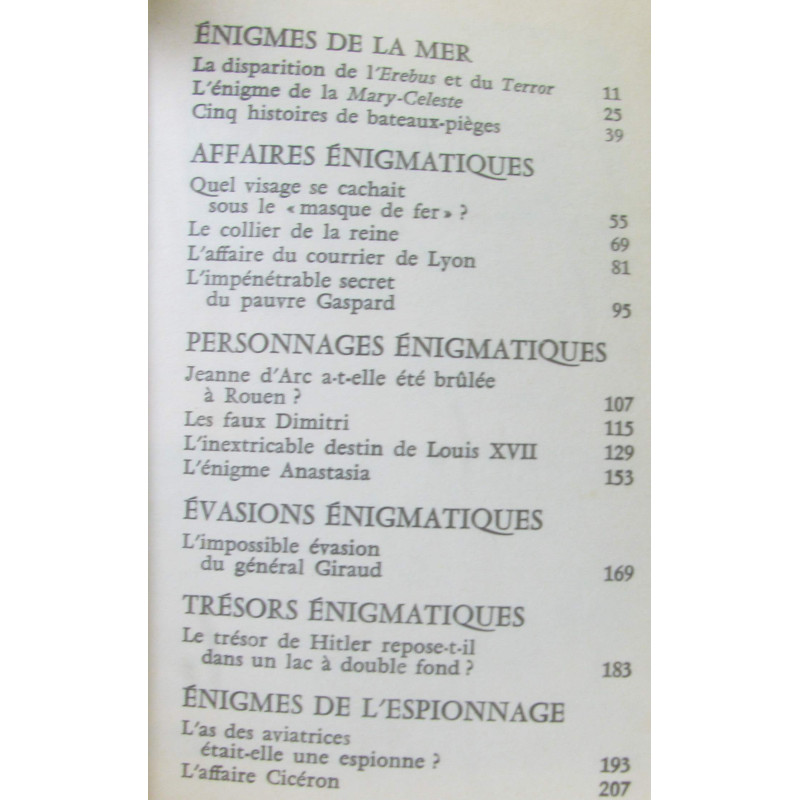 ÉNIGMES DE LA MER
La disparition de l'Erebus et du Terror 11
L'énigme de la Mary-Celeste 25
Cinq histoires de bateaux-pièges 39
AFFAIRES ÉNIGMATIQUES
Quel visage se cachait
sous le « masque de fer » ? 55
Le collier de la reine 69
L'affaire du courrier de Lyon 81
L'impénétrable secret
du pauvre Gaspard 95
PERSONNAGES ÉNIGMATIQUES
Jeanne d'Arc a-t-elle été brûlée
à Rouen ? 107
Les faux Dimitri 115
L'inextricable destin de Louis XVII 129
L'énigme Anastasia 153
ÉVASIONS ÉNIGMATIQUES
L'impossible évasion
du général Giraud 169
TRÉSORS ÉNIGMATIQUES
Le trésor de Hitler repose-t-il
dans un lac à double fond ? 183
ÉNIGMES DE L'ESPIONNAGE
L'as des aviatrices
était-elle une espionne ? 193
L'affaire Cicéron 207